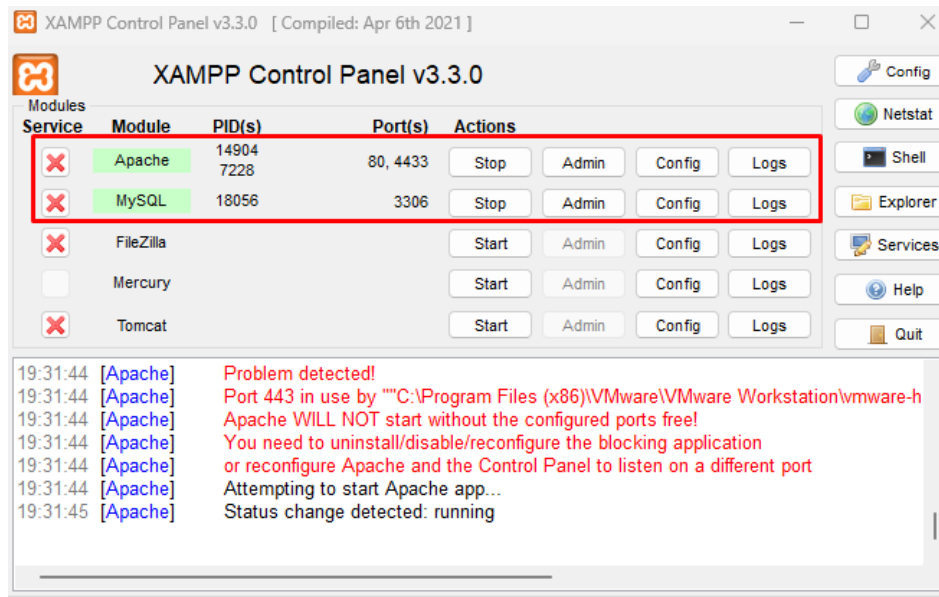 XAMPP Control Panel v3.3.0 [ Compiled: Apr 6th 2021 ]
XAMPP Control Panel v3.3.0
Config
Modules
Service Module PID(s) Port(s) Actions
Netstat
Apache 14904 7228 80, 4433 Stop Admin Config Logs
Shell
MySQL 18056 3306 Stop Admin Config Logs
Explorer
FileZilla Start Admin Config Logs
Services
Mercury Start Admin Config Logs
Help
Tomcat Start Admin Config Logs
Quit
19:31:44 [Apache] Problem detected!
19:31:44 [Apache] Port 443 in use by ""C:\Program Files (x86)\VMware\VMware Workstation\vmware-h
19:31:44 [Apache] Apache WILL NOT start without the configured ports free!
19:31:44 [Apache] You need to uninstall/disable/reconfigure the blocking application
19:31:44 [Apache] or reconfigure Apache and the Control Panel to listen on a different port
19:31:44 [Apache] Attempting to start Apache app...
19:31:45 [Apache] Status change detected: running